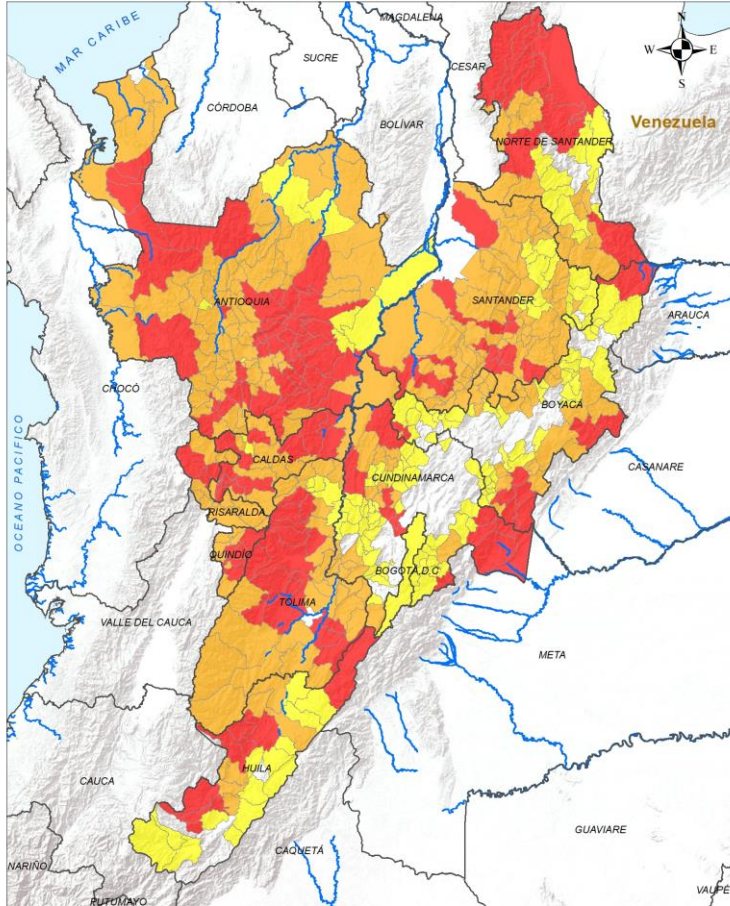 MAR CARIBE
MAGDALENA
N
W E
S
SUCRE
CESAR
CÓRDOBA
BOLÍVAR
Venezuela
NORTE DE SANTANDER
ANTIOQUIA
SANTANDER
ARAUCA
CHOCÓ
BOYACÁ
OCEANO PACIFICO
CALDAS
CUNDINAMARCA
CASANARE
RISARALDA
QUINDÍO
BOGOTÁ, D.C
TOLIMA
VALLE DEL CAUCA
META
HUILA
CAUCA
GUAVIARE
CAQUETÁ
NARIÑO
PUTUMAYO
VAUPÉ